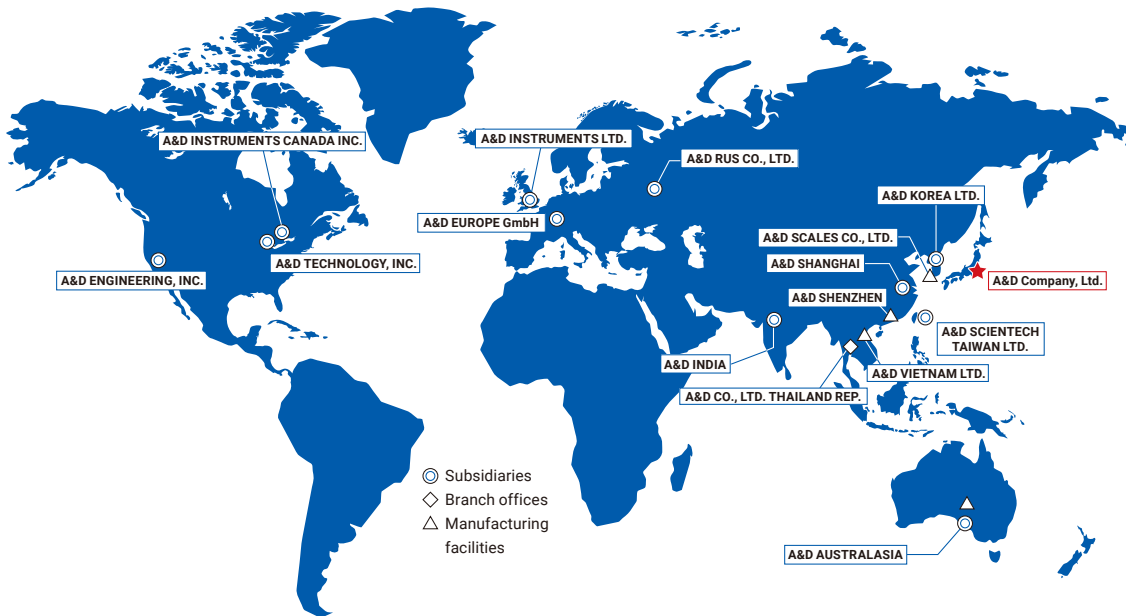 A&D INSTRUMENTS CANADA INC.
A&D INSTRUMENTS LTD.
A&D RUS CO., LTD.
A&D KOREA LTD.
A&D EUROPE GmbH
A&D SCALES CO., LTD.
A&D TECHNOLOGY, INC.
A&D SHANGHAI
A&D ENGINEERING, INC.
A&D Company, Ltd.
A&D SHENZHEN
A&D SCIENTECH
TAIWAN LTD.
A&D INDIA
A&D VIETNAM LTD.
A&D CO., LTD. THAILAND REP.
Subsidiaries
Branch offices
Manufacturing
facilities
A&D AUSTRALASIA